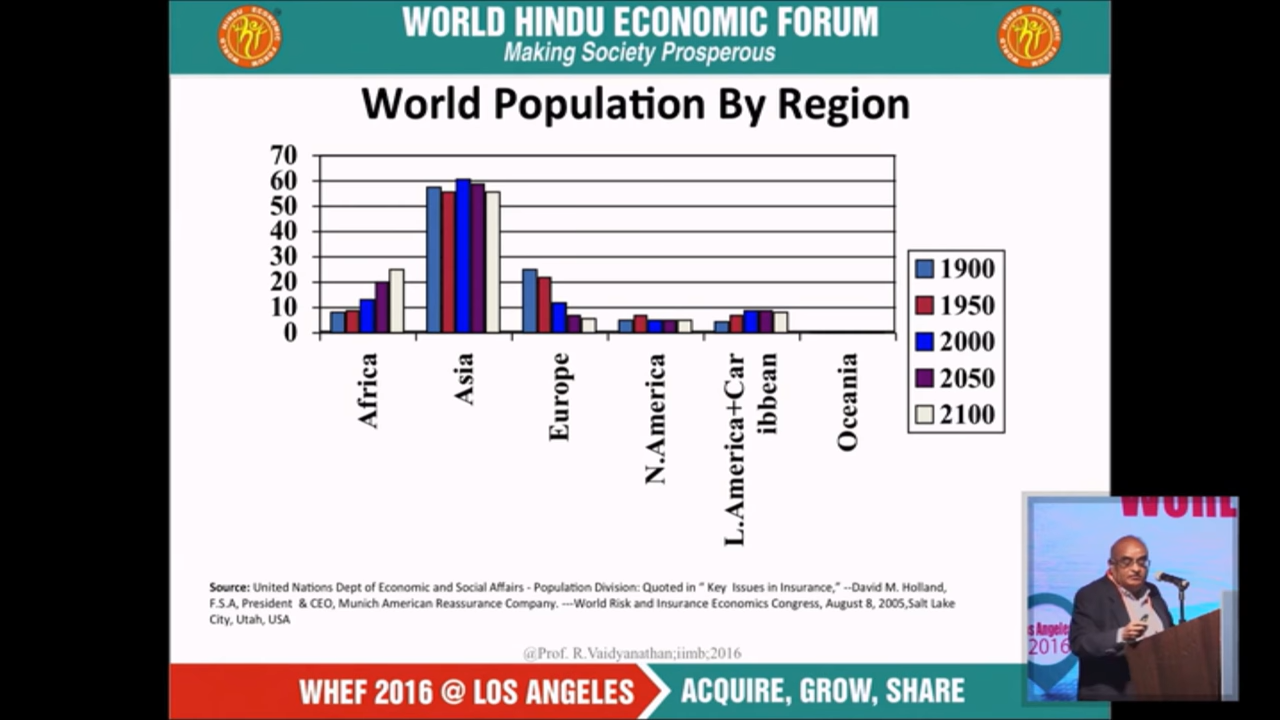 WORLD HINDU ECONOMIC FORUM
Making Society Prosperous
World Population By Region
70
60
50
40
30
20
10
0
Africa
Asia
Europe
N.America
L.America+Car
ibbean
Oceania
1900
1950
2000
2050
2100
Source: United Nations Dept of Economic and Social Affairs - Population Division: Quoted in “ Key Issues in Insurance,” --David M. Holland,
F.S.A, President & CEO, Munich American Reassurance Company. ---World Risk and Insurance Economics Congress, August 8, 2005,Salt Lake
City, Utah, USA
@Prof. R.Vaidyanathan;iimb;2016
WHEF 2016 @ LOS ANGELES
ACQUIRE, GROW, SHARE
WORL
s Angele
2016